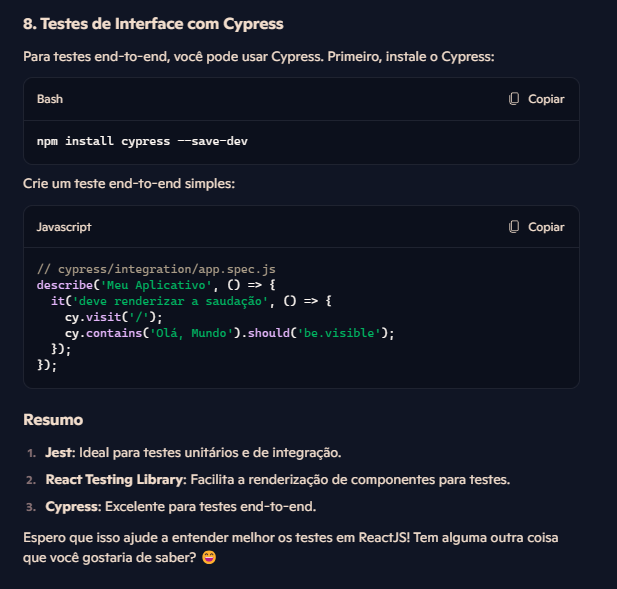 8. Testes de Interface com Cypress
Para testes end-to-end, você pode usar Cypress. Primeiro, instale o Cypress:
Bash
Copiar
npm install cypress --save-dev
Crie um teste end-to-end simples:
Javascript
Copiar
// cypress/integration/app.spec.js
describe('Meu Aplicativo', () => {
  it('deve renderizar a saudação', () => {
    cy.visit('/');
    cy.contains('Olá, Mundo').should('be.visible');
  });
});
Resumo
1. Jest: Ideal para testes unitários e de integração.
2. React Testing Library: Facilita a renderização de componentes para testes.
3. Cypress: Excelente para testes end-to-end.
Espero que isso ajude a entender melhor os testes em ReactJS! Tem alguma outra coisa
que você gostaria de saber? 😄